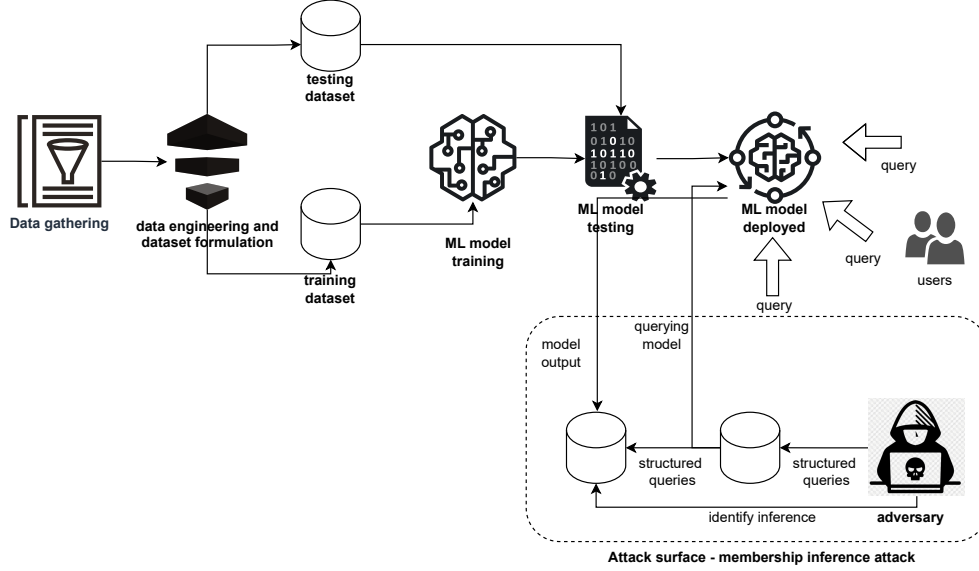 testing
dataset
101
01010
10110
10100
010
query
Data gathering
data engineering and
dataset formulation
ML model
training
ML model
testing
ML model
deployed
query
users
training
dataset
query
model
output
querying
model
structured
queries
structured
queries
identify inference
adversary
Attack surface - membership inference attack